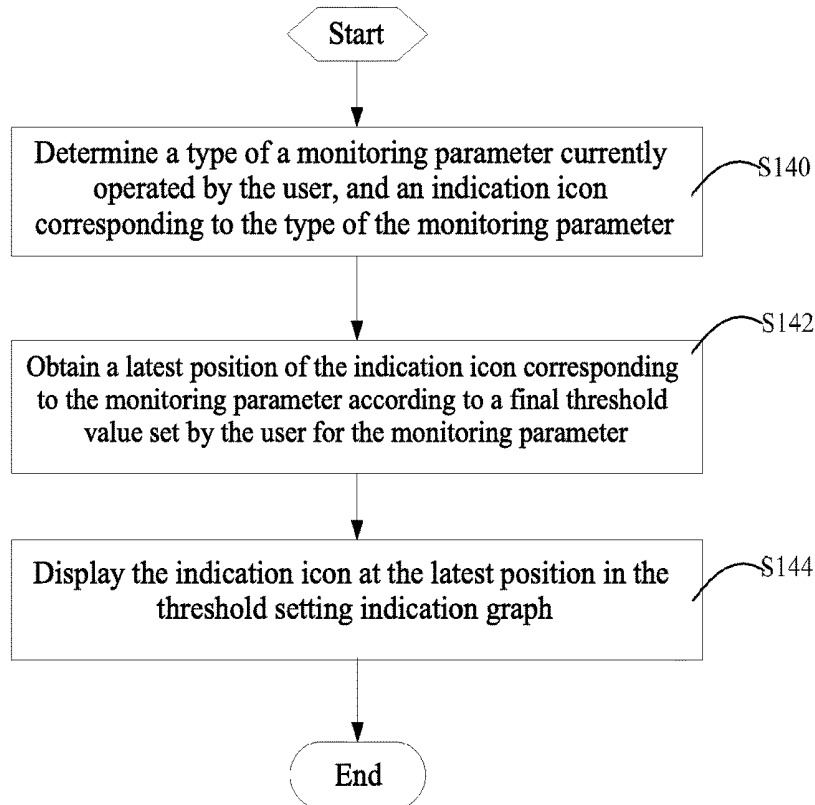 Start
Determine a type of a monitoring parameter currently
operated by the user, and an indication icon
corresponding to the type of the monitoring parameter
S140
Obtain a latest position of the indication icon corresponding
to the monitoring parameter according to a final threshold
value set by the user for the monitoring parameter
S142
Display the indication icon at the latest position in the
threshold setting indication graph
S144
End